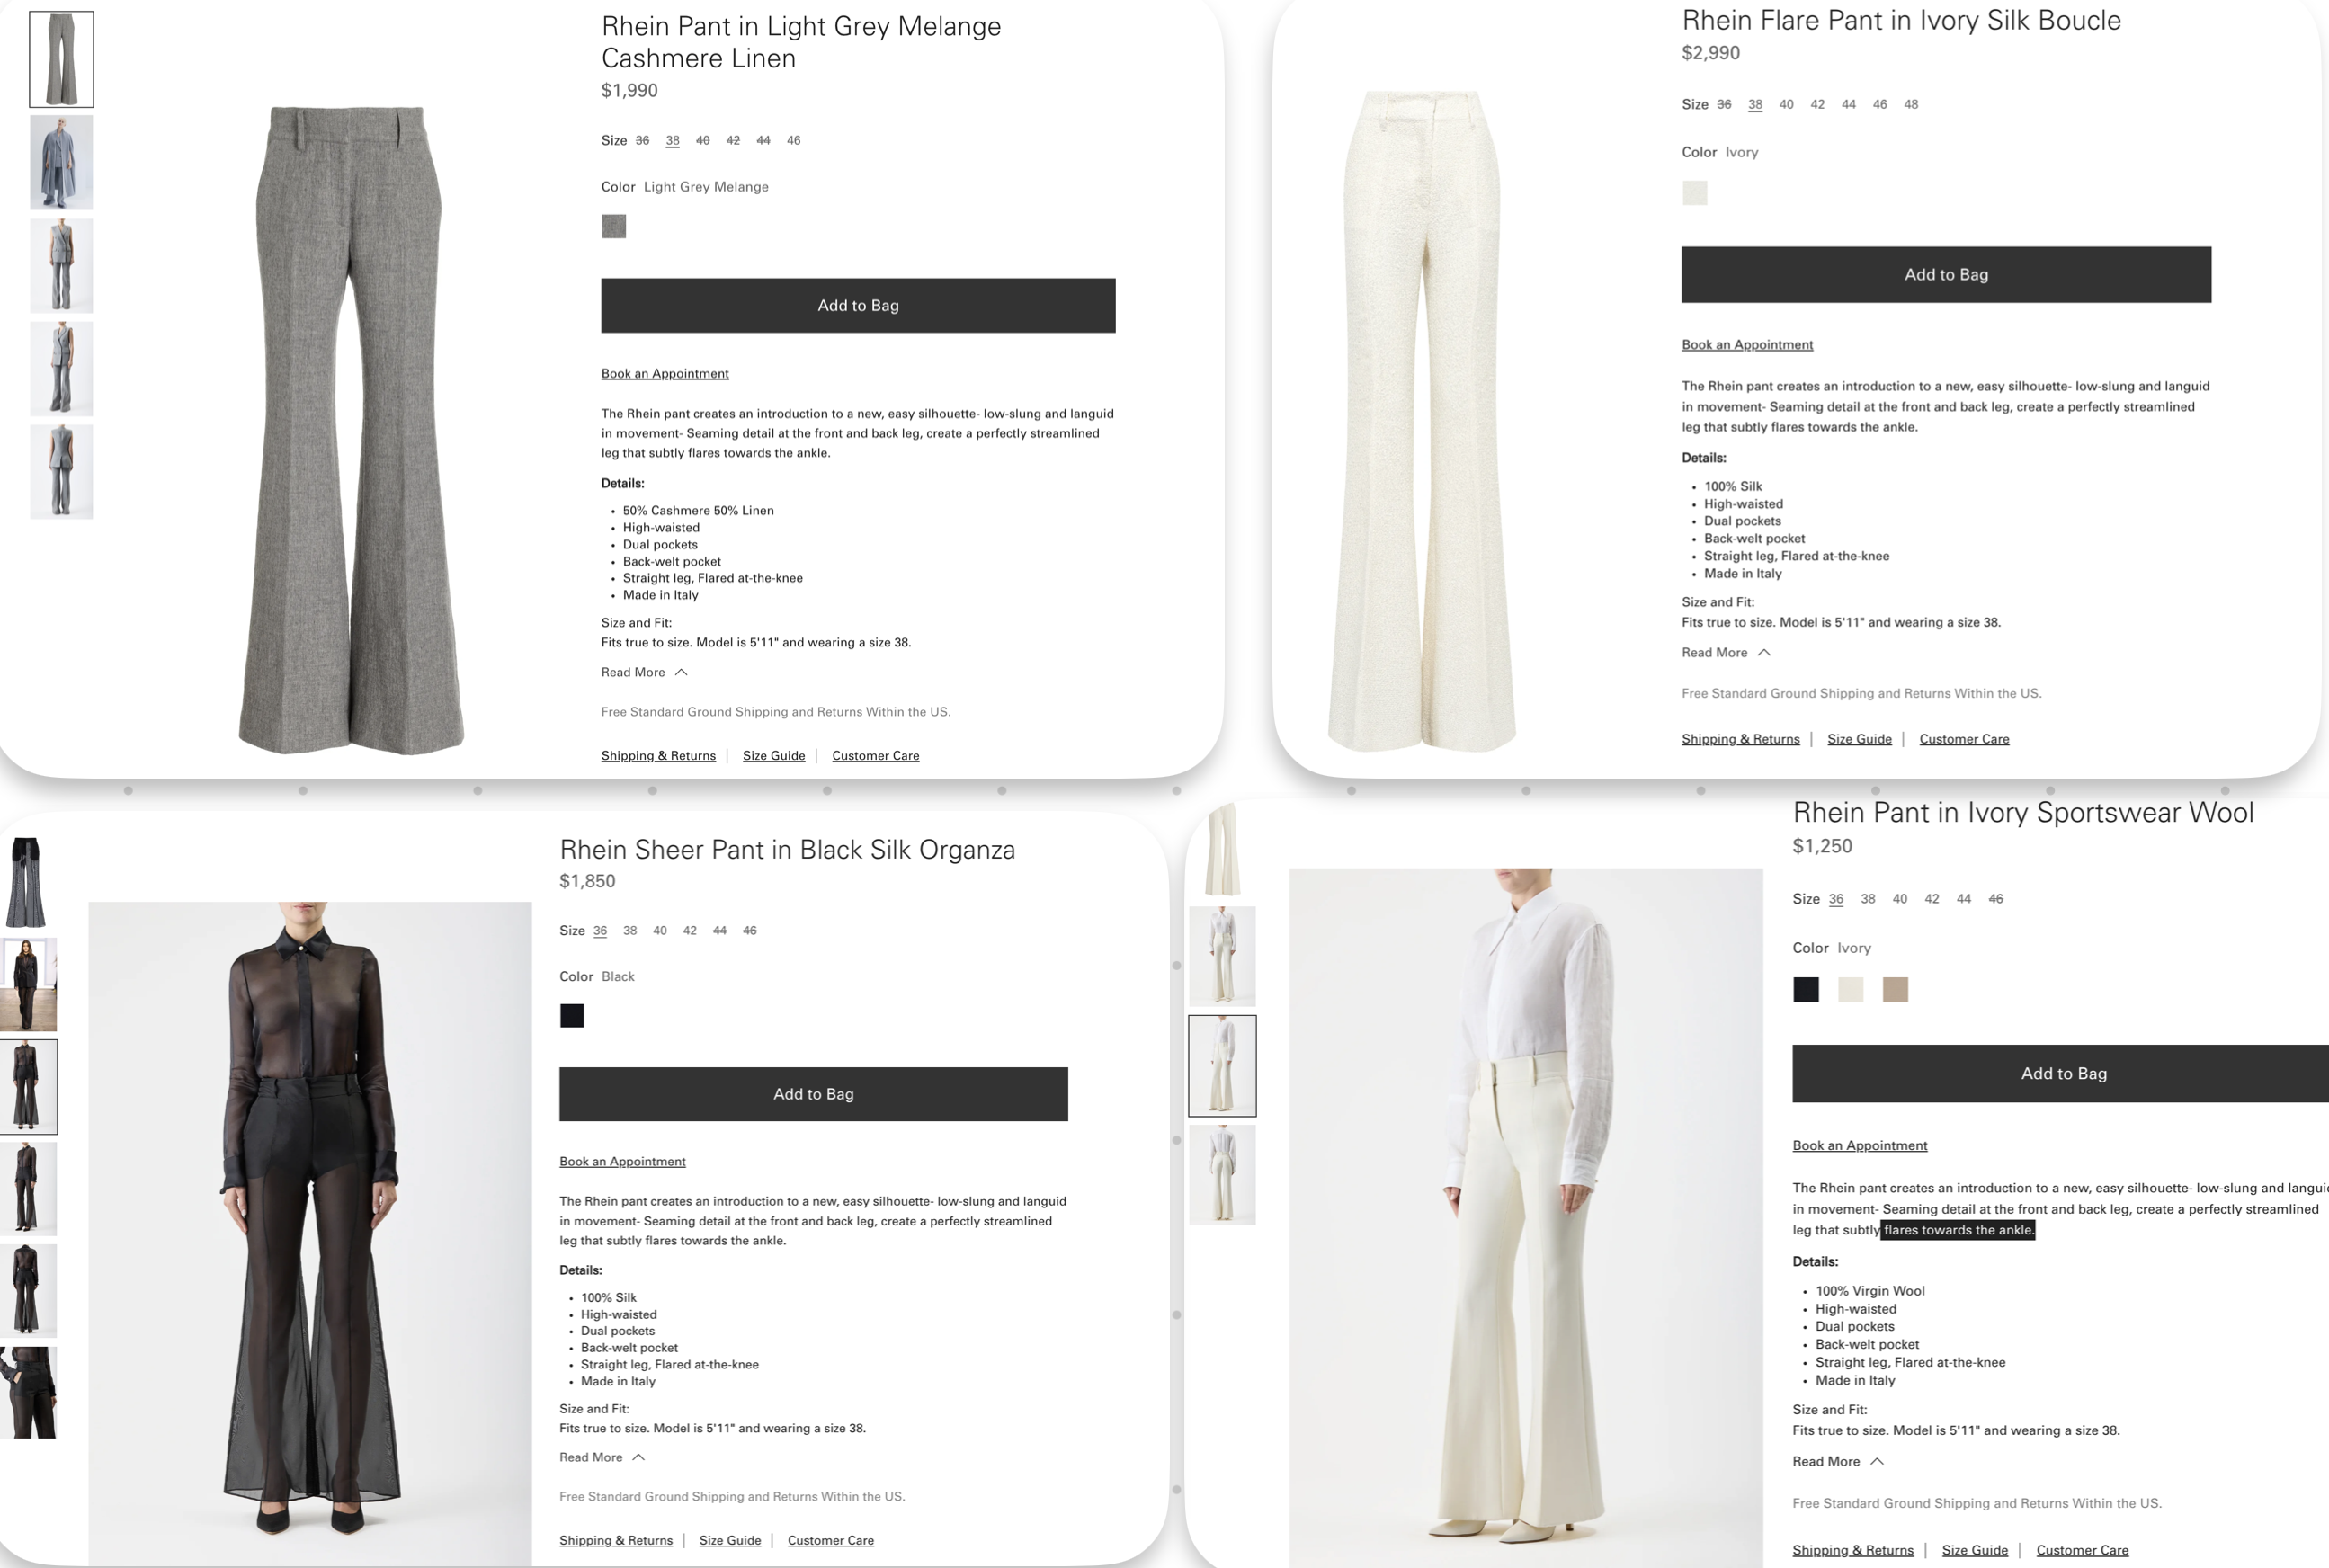 Rhein Pant in Light Grey Melange
Cashmere Linen
$1,990
Size 36 38 40 42 44 46
Color Light Grey Melange
Add to Bag
Book an Appointment
The Rhein pant creates an introduction to a new, easy silhouette- low-slung and languid
in movement- Seaming detail at the front and back leg, create a perfectly streamlined
leg that subtly flares towards the ankle.
Details:
• 50% Cashmere 50% Linen
• High-waisted
• Dual pockets
• Back-welt pocket
• Straight leg, Flared at-the-knee
• Made in Italy
Size and Fit:
Fits true to size. Model is 5'11" and wearing a size 38.
Read More
Free Standard Ground Shipping and Returns Within the US.
Shipping & Returns | Size Guide | Customer Care
Rhein Flare Pant in Ivory Silk Boucle
$2,990
Size 36 38 40 42 44 46 48
Color Ivory
Add to Bag
Book an Appointment
The Rhein pant creates an introduction to a new, easy silhouette- low-slung and languid
in movement- Seaming detail at the front and back leg, create a perfectly streamlined
leg that subtly flares towards the ankle.
Details:
• 100% Silk
• High-waisted
• Dual pockets
• Back-welt pocket
• Straight leg, Flared at-the-knee
• Made in Italy
Size and Fit:
Fits true to size. Model is 5'11" and wearing a size 38.
Read More
Free Standard Ground Shipping and Returns Within the US.
Shipping & Returns | Size Guide | Customer Care
Rhein Sheer Pant in Black Silk Organza
$1,850
Size 36 38 40 42 44 46
Color Black
Add to Bag
Book an Appointment
The Rhein pant creates an introduction to a new, easy silhouette- low-slung and languid
in movement- Seaming detail at the front and back leg, create a perfectly streamlined
leg that subtly flares towards the ankle.
Details:
• 100% Silk
• High-waisted
• Dual pockets
• Back-welt pocket
• Straight leg, Flared at-the-knee
• Made in Italy
Size and Fit:
Fits true to size. Model is 5'11" and wearing a size 38.
Read More
Free Standard Ground Shipping and Returns Within the US.
Shipping & Returns | Size Guide | Customer Care
Rhein Pant in Ivory Sportswear Wool
$1,250
Size 36 38 40 42 44 46
Color Ivory
Add to Bag
Book an Appointment
The Rhein pant creates an introduction to a new, easy silhouette- low-slung and languid
in movement- Seaming detail at the front and back leg, create a perfectly streamlined
leg that subtly flares towards the ankle.
Details:
• 100% Virgin Wool
• High-waisted
• Dual pockets
• Back-welt pocket
• Straight leg, Flared at-the-knee
• Made in Italy
Size and Fit:
Fits true to size. Model is 5'11" and wearing a size 38.
Read More
Free Standard Ground Shipping and Returns Within the US.
Shipping & Returns | Size Guide | Customer Care